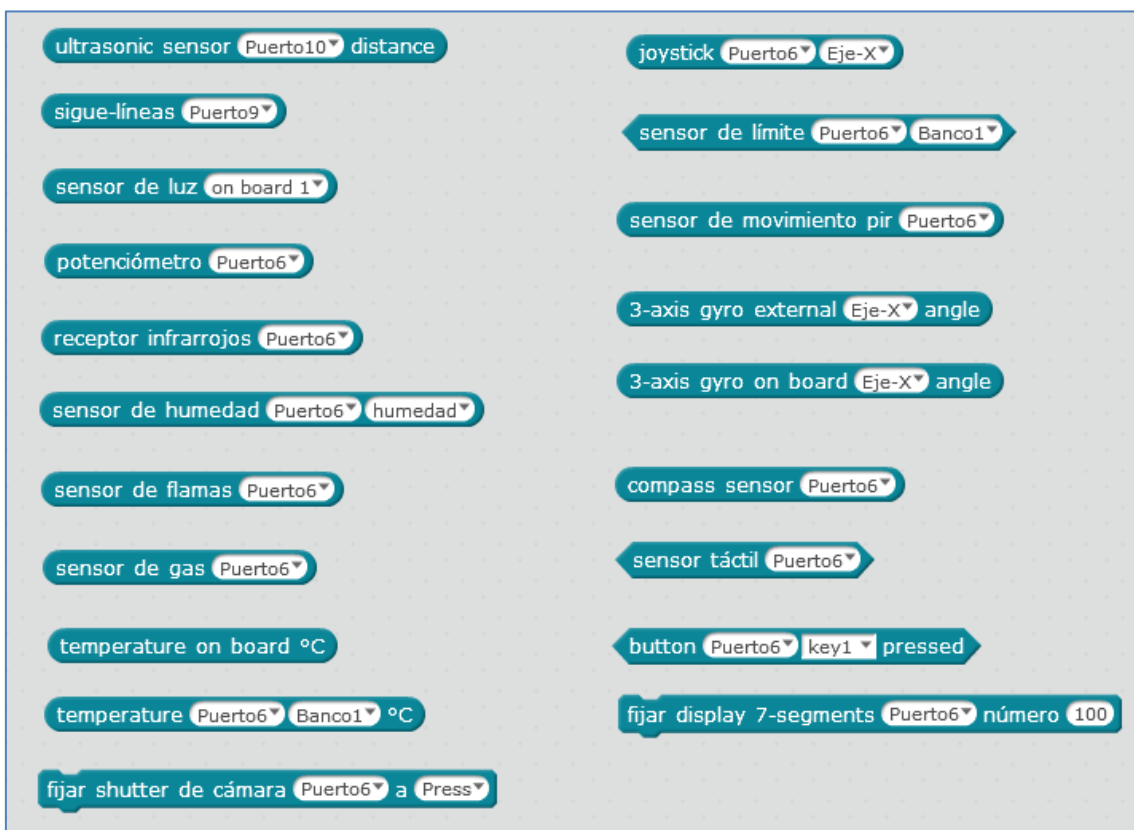 ultrasonic sensor Puerto10 distance
sigue-líneas Puerto9
sensor de luz on board 1
potenciómetro Puerto6
receptor infrarrojos Puerto6
sensor de humedad Puerto6 humedad
sensor de flamas Puerto6
sensor de gas Puerto6
temperature on board °C
temperature Puerto6 Banco1 °C
fijar shutter de cámara Puerto6 a Press
joystick Puerto6 Eje-X
sensor de límite Puerto6 Banco1
sensor de movimiento pir Puerto6
3-axis gyro external Eje-X angle
3-axis gyro on board Eje-X angle
compass sensor Puerto6
sensor táctil Puerto6
button Puerto6 key1 pressed
fijar display 7-segments Puerto6 número 100